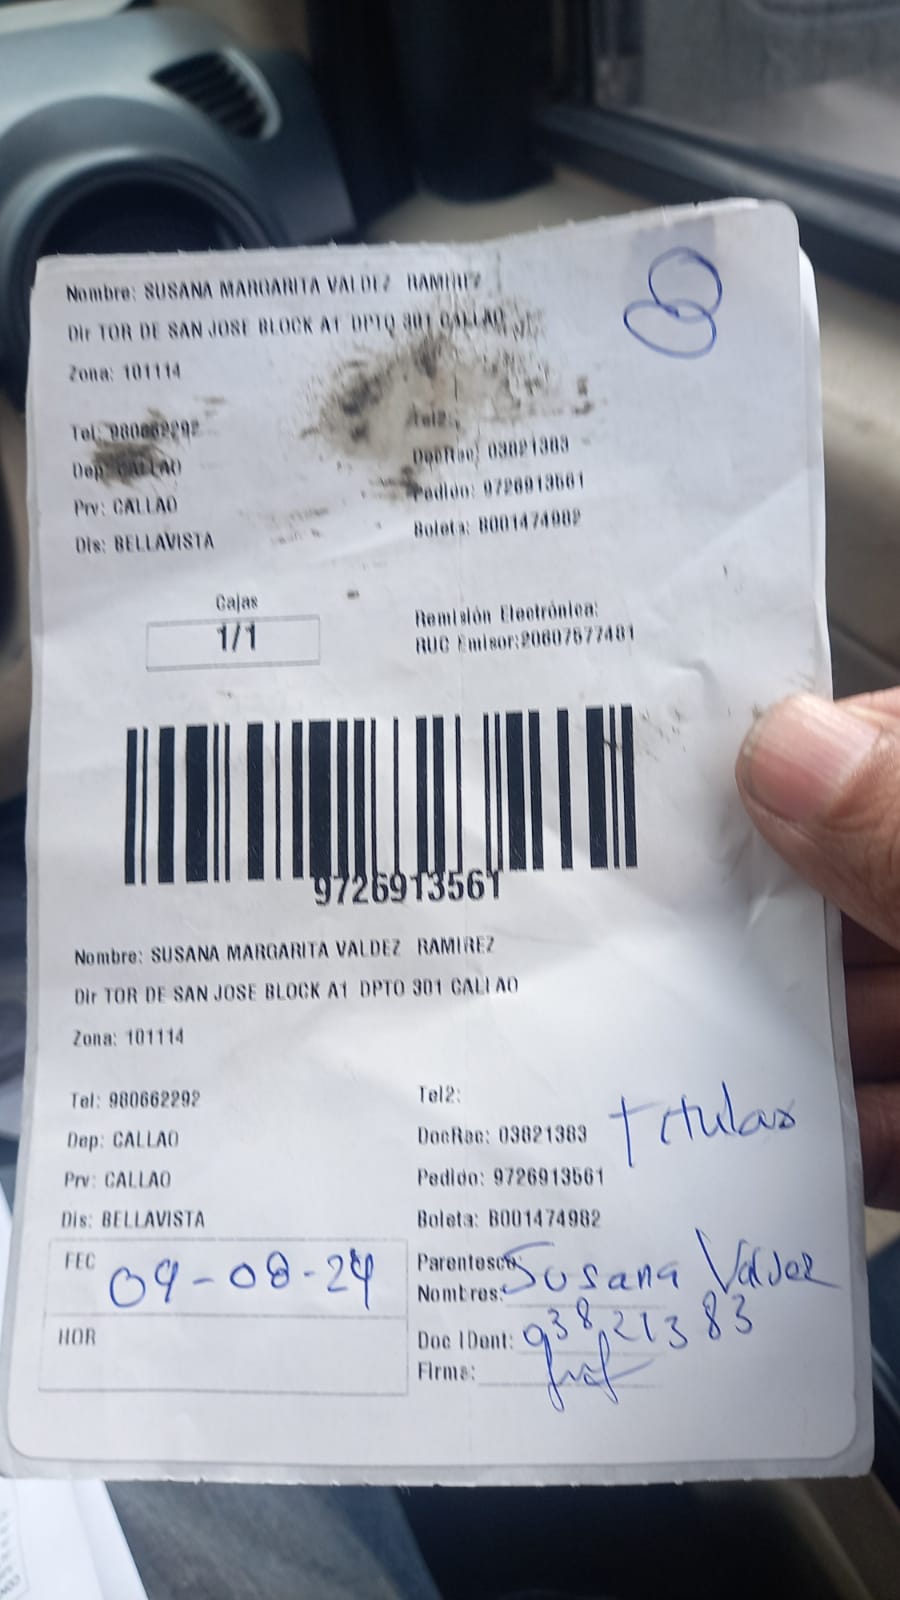 Nombre: SUSANA MARGARITA VALDEZ RAMIREZ
Dir TOR DE SAN JOSE BLOCK A1 DPTO 301 CALLAO
Zona: 101114
Tel: 980662292 Tel2:
Dep: CALLAO DocRac: 03821383
Prv: CALLAO Pedido: 9726913561
Dis: BELLAVISTA Boleta: B001474982
Cajas
1/1
Remisión Electrónica:
RUC Emisor:20607577481
9726913561
Nombre: SUSANA MARGARITA VALDEZ RAMIREZ
Dir TOR DE SAN JOSE BLOCK A1 DPTO 301 CALLAO
Zona: 101114
Tel: 980662292 Tel2:
Dep: CALLAO DocRac: 03821383 titular
Prv: CALLAO Pedido: 9726913561
Dis: BELLAVISTA Boleta: B001474982
FEC 09-08-24 Parentesco:
Nombres: Susana Valdez
HOR Doc IDent: 03821383
Firma: